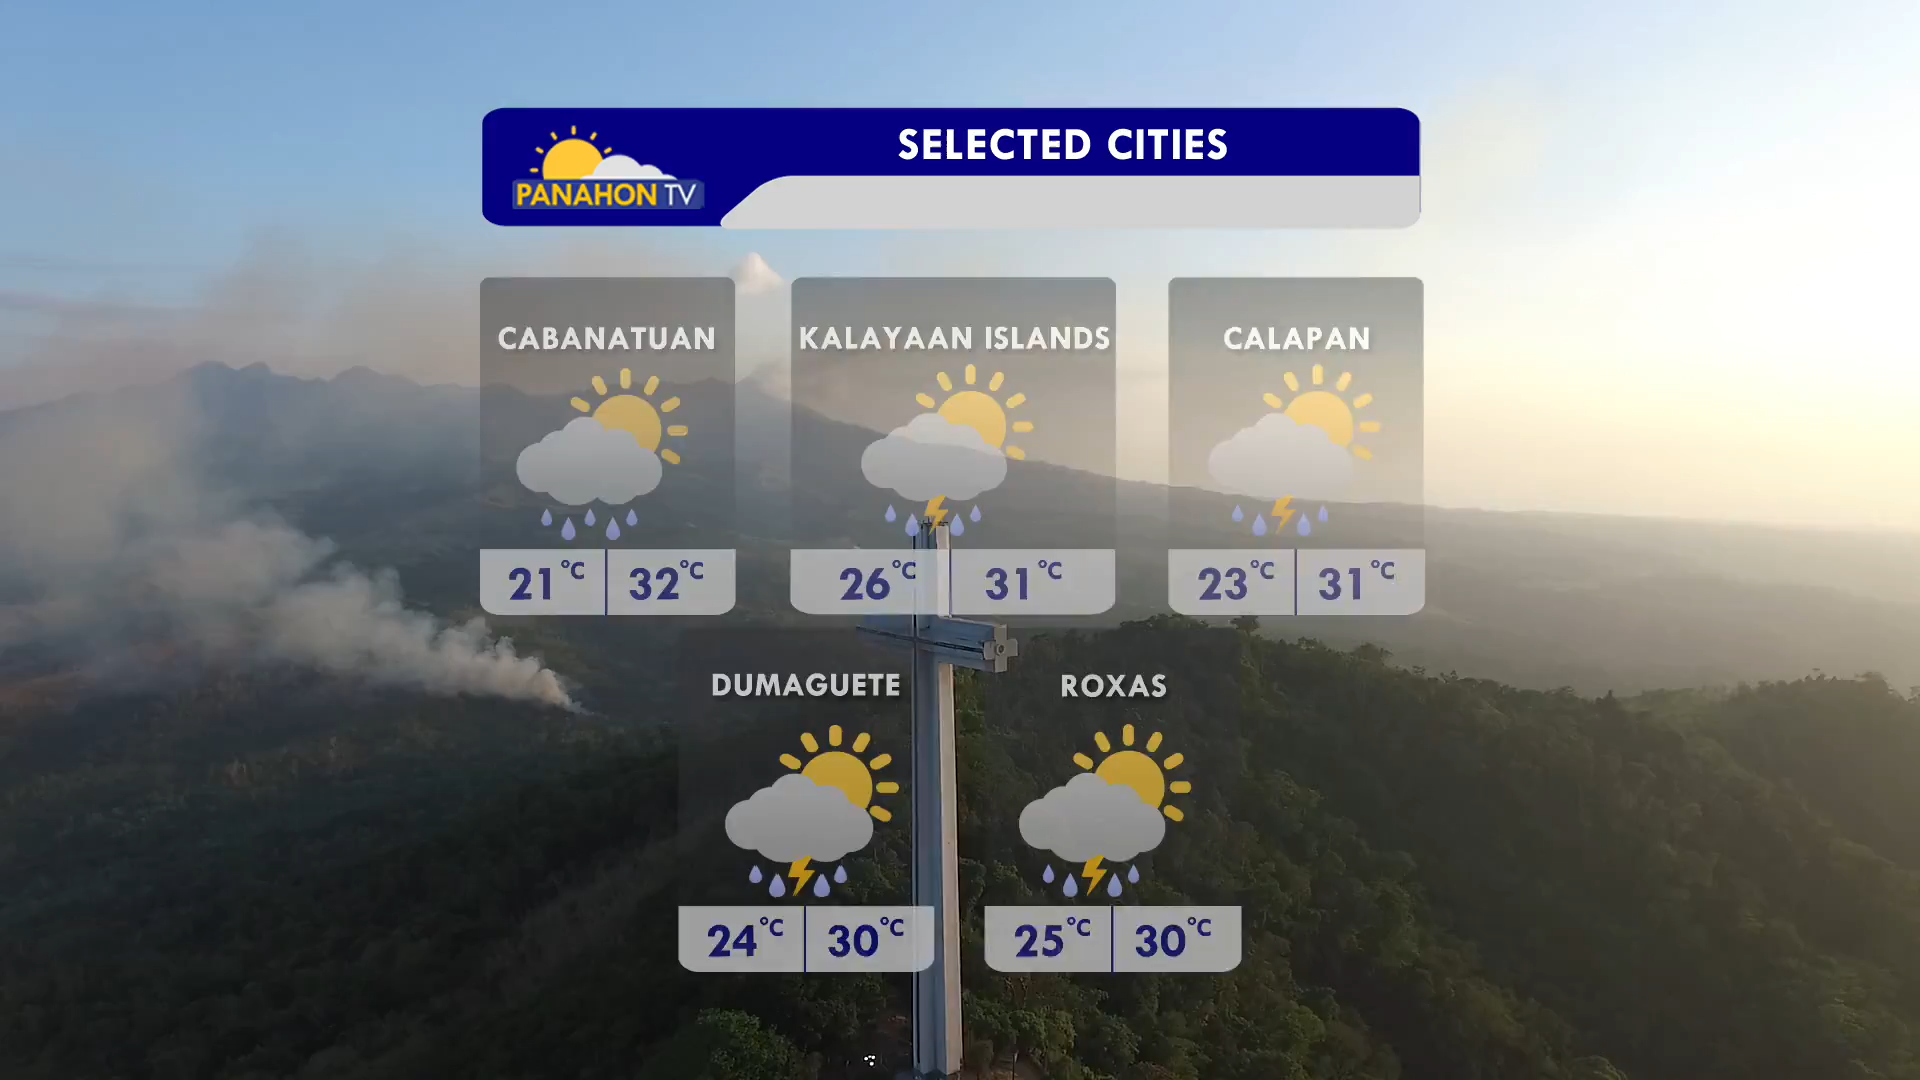 SELECTED CITIES
PANAHON TV
CABANATUAN
KALAYAAN ISLANDS
CALAPAN
21°C 32°C
26°C 31°C
23°C 31°C
DUMAGUETE
ROXAS
24°C 30°C
25°C 30°C